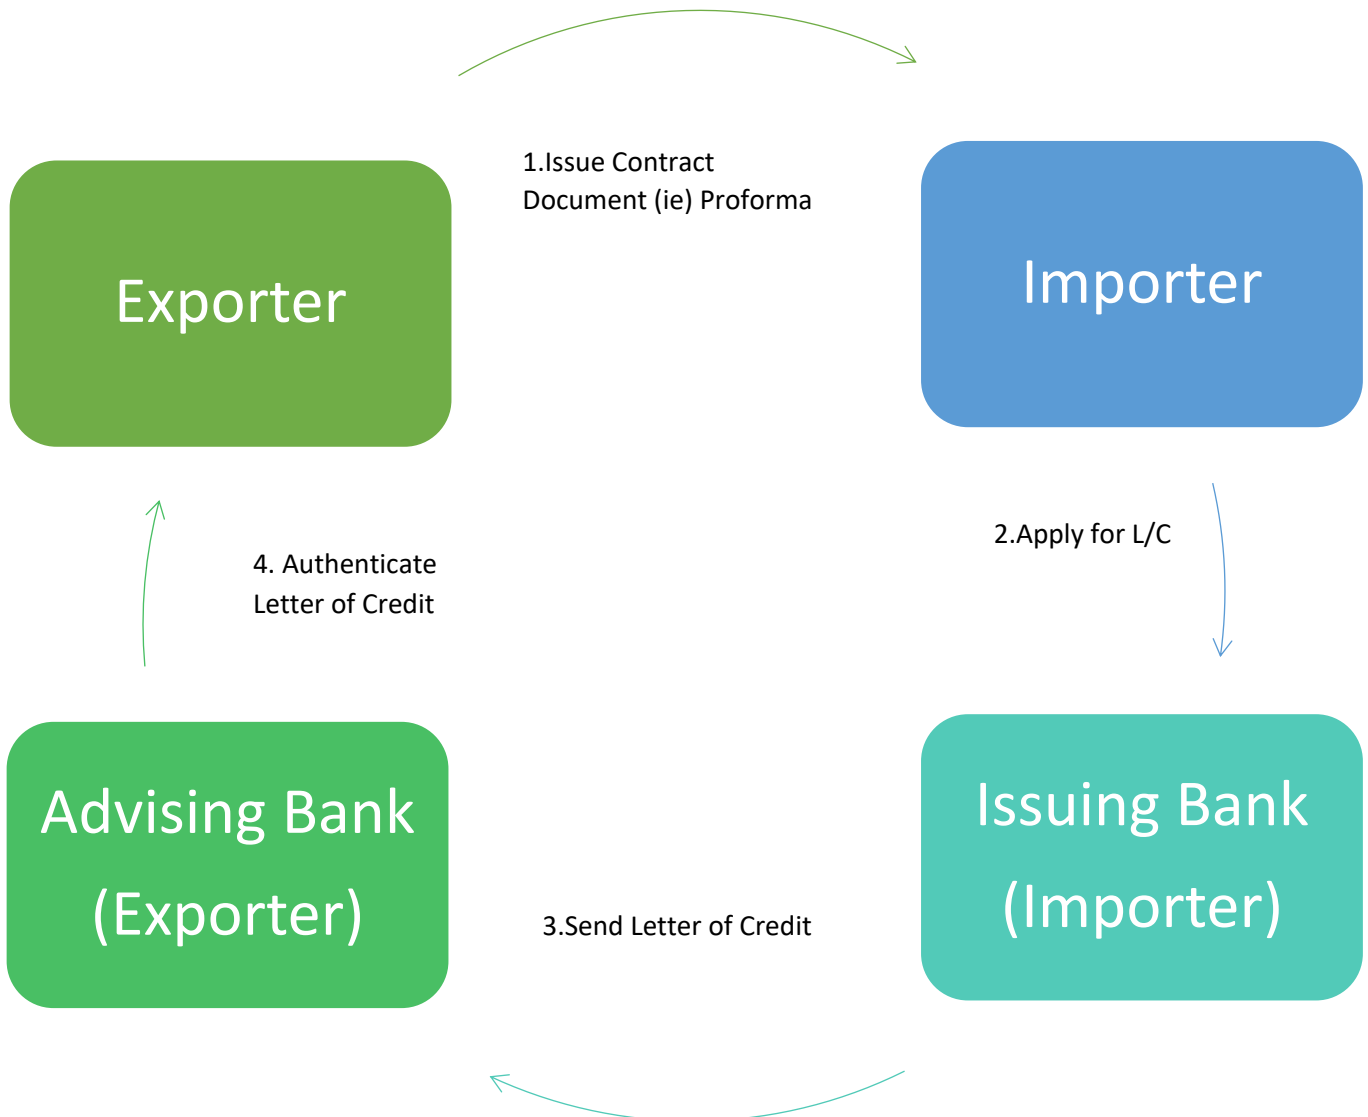 1.Issue Contract
Document (ie) Proforma
Exporter
Importer
2.Apply for L/C
4. Authenticate
Letter of Credit
Advising Bank
(Exporter)
Issuing Bank
(Importer)
3.Send Letter of Credit